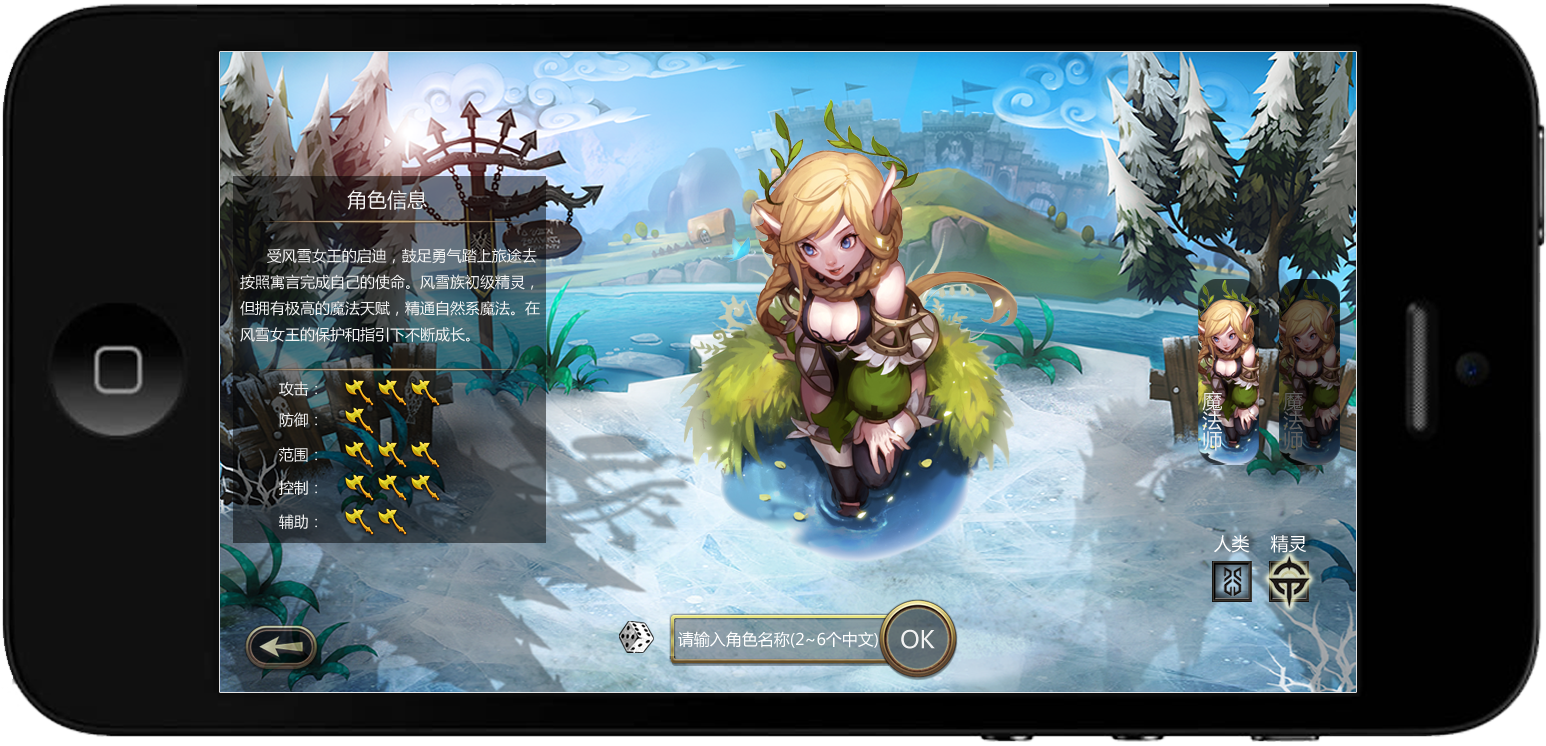 角色信息
受风雪女王的启迪，鼓足勇气踏上旅途去
按照寓言完成自己的使命。风雪族初级精灵，
但拥有极高的魔法天赋，精通自然系魔法。在
风雪女王的保护和指引下不断成长。
攻击：
防御：
范围：
控制：
辅助：
魔法师
魔法师
人类 精灵
请输入角色名称(2~6个中文)
OK